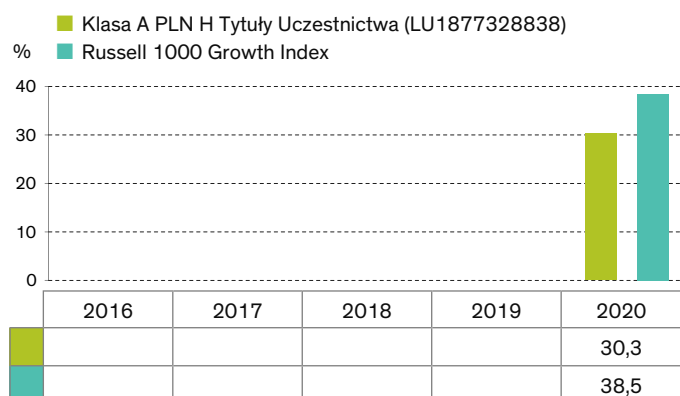 Klasa A PLN H Tytuły Uczestnictwa (LU1877328838)
% Russell 1000 Growth Index
40
30
20
10
0
2016 2017 2018 2019 2020
30,3
38,5